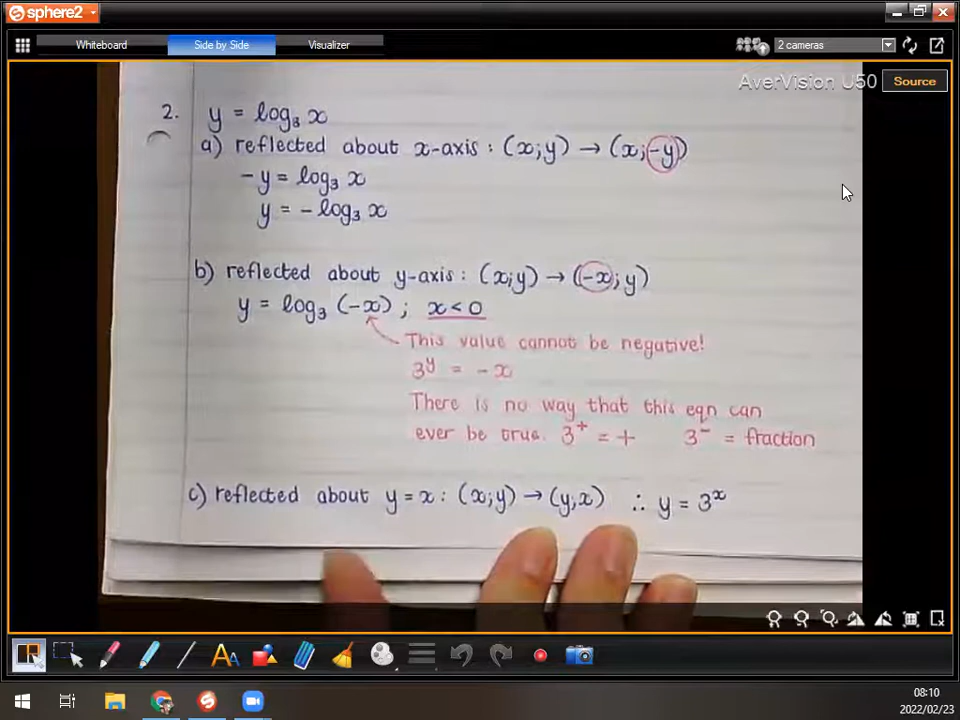 sphere2
Whiteboard
Side by Side
Visualizer
2 cameras
AverVision U50
Source
2. y = log₃ x
a) reflected about x-axis : (x;y) → (x;-y)
-y = log₃ x
y = - log₃ x
b) reflected about y-axis : (x;y) → (-x;y)
y = log₃ (-x) ; x < 0
This value cannot be negative!
3ʸ = - x
There is no way that this eqn can
ever be true. 3⁺ = + 3⁻ = fraction
c) reflected about y = x : (x;y) → (y;x) ∴ y = 3ˣ
08:10
2022/02/23